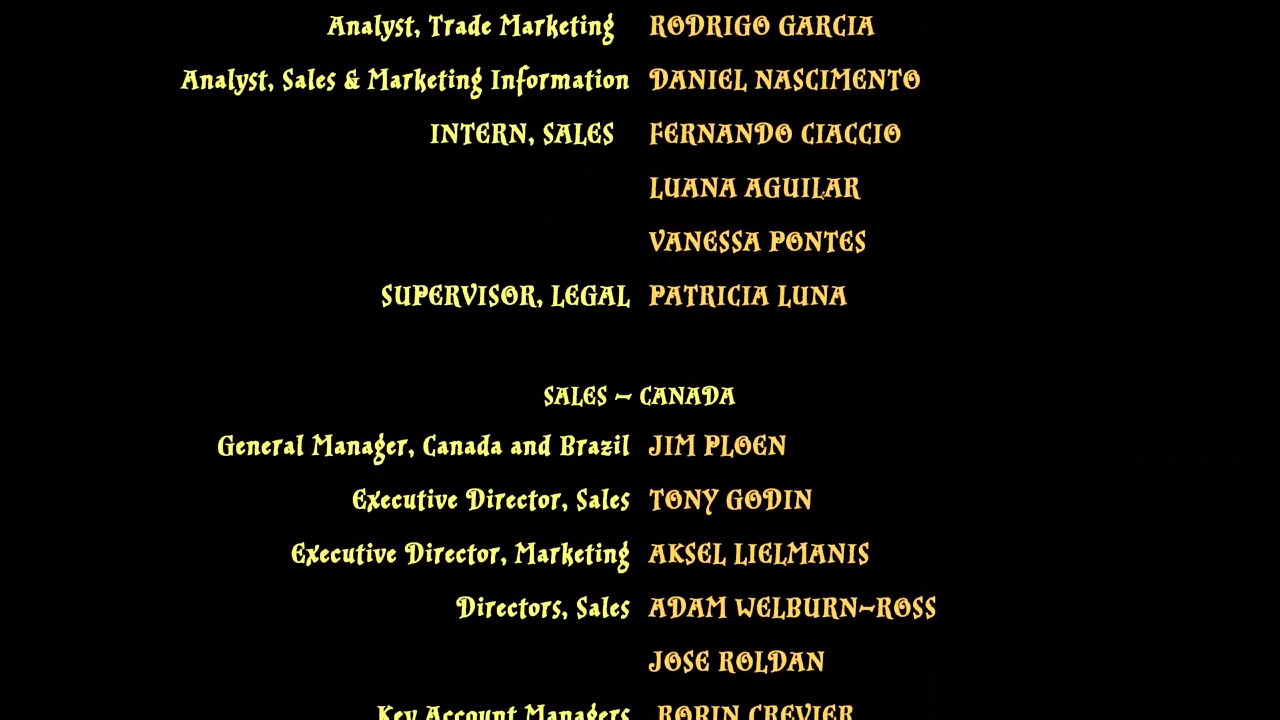 Analyst, Trade Marketing RODRIGO GARCIA
Analyst, Sales & Marketing Information DANIEL NASCIMENTO
INTERN, SALES FERNANDO CIACCIO
LUANA AGUILAR
VANESSA PONTES
SUPERVISOR, LEGAL PATRICIA LUNA
SALES – CANADA
General Manager, Canada and Brazil JIM PLOEN
Executive Director, Sales TONY GODIN
Executive Director, Marketing AKSEL LIELMANIS
Directors, Sales ADAM WELBURN–ROSS
JOSE ROLDAN
Key Account Managers ROBIN CREVIER